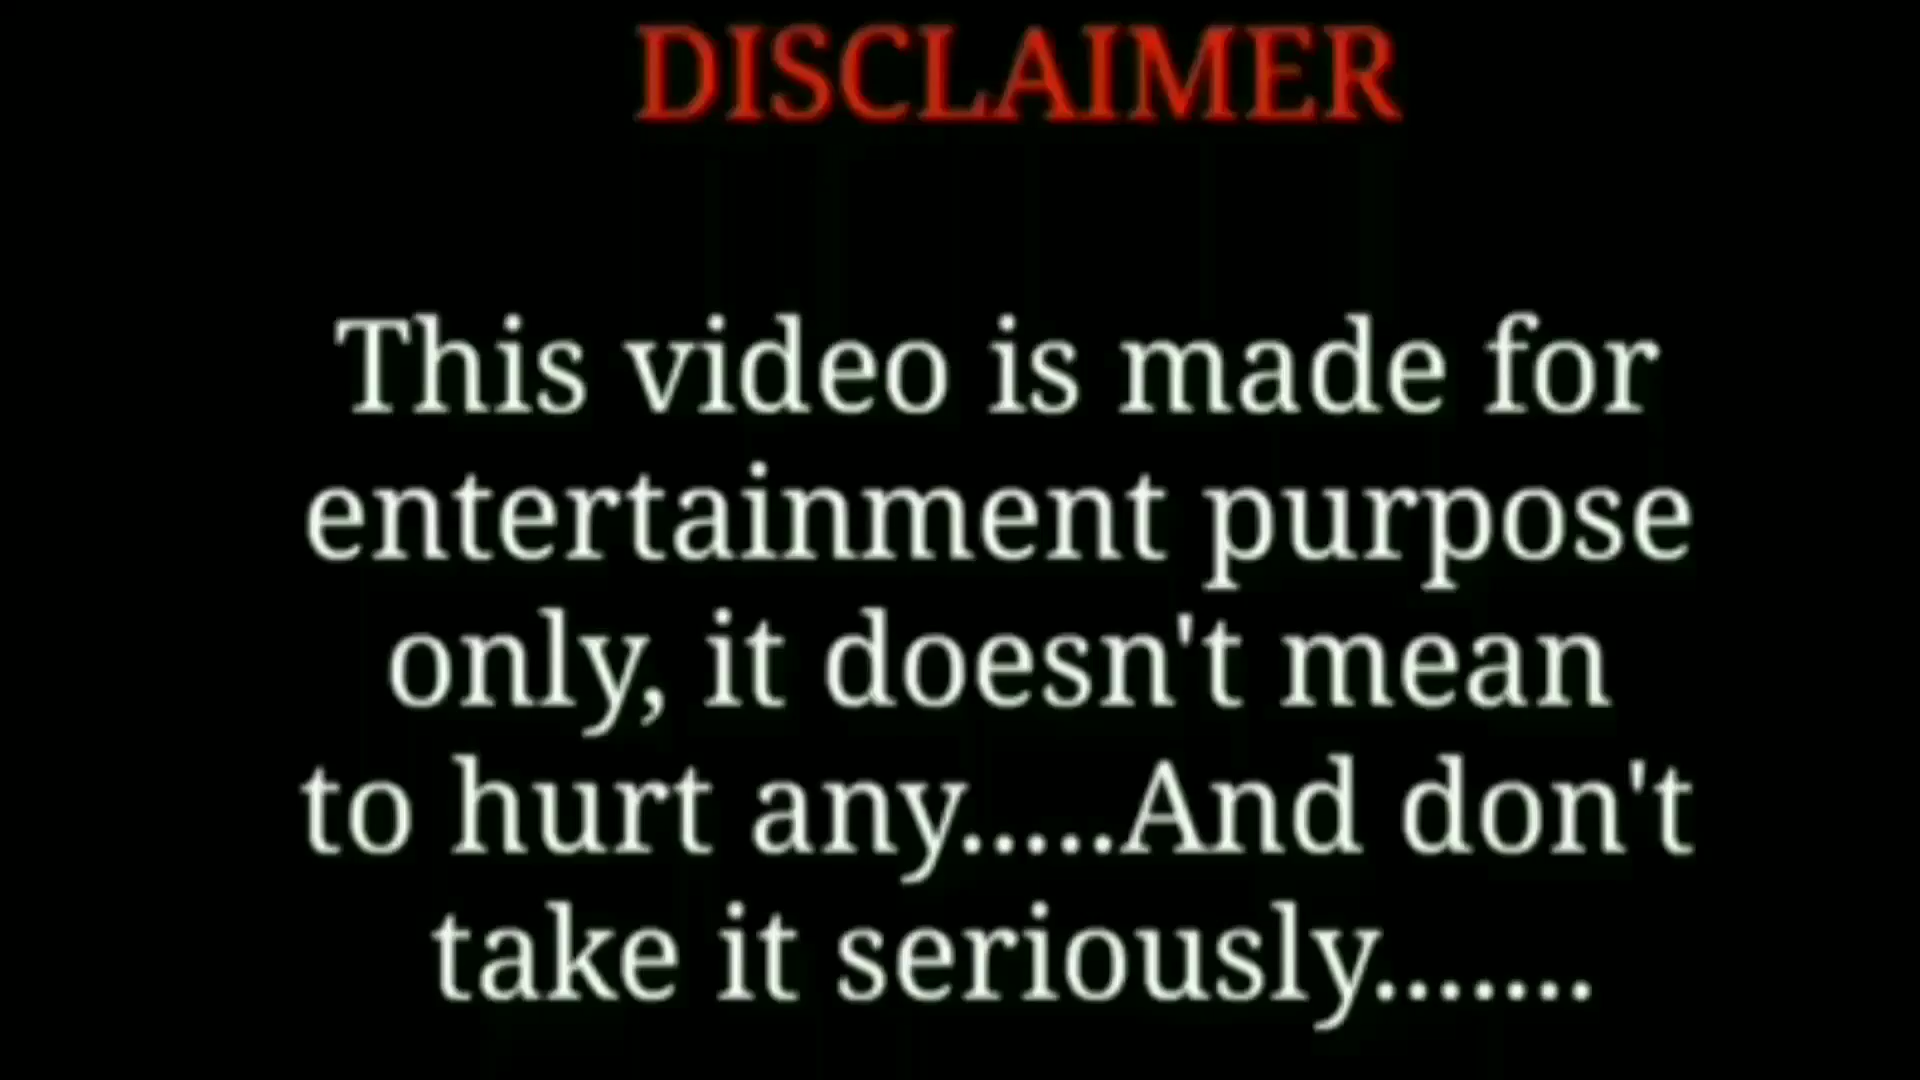 DISCLAIMER
This video is made for
entertainment purpose
only, it doesn't mean
to hurt any.....And don't
take it seriously.......